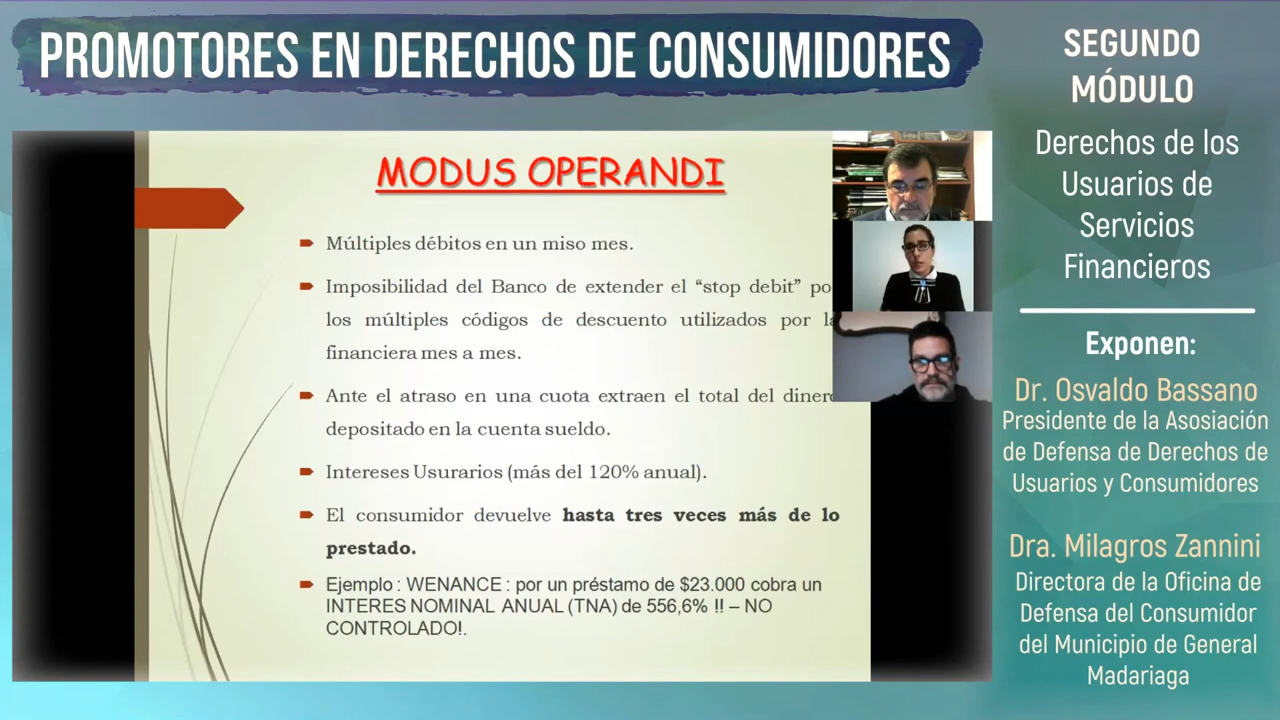 PROMOTORES EN DERECHOS DE CONSUMIDORES
MODUS OPERANDI
Múltiples débitos en un miso mes.
Imposibilidad del Banco de extender el “stop debit” po
los múltiples códigos de descuento utilizados por la
financiera mes a mes.
Ante el atraso en una cuota extraen el total del dinero
depositado en la cuenta sueldo.
Intereses Usurarios (más del 120% anual).
El consumidor devuelve hasta tres veces más de lo
prestado.
Ejemplo : WENANCE : por un préstamo de $23.000 cobra un
INTERES NOMINAL ANUAL (TNA) de 556,6% !! – NO
CONTROLADO!.
SEGUNDO
MÓDULO
Derechos de los
Usuarios de
Servicios
Financieros
Exponen:
Dr. Osvaldo Bassano
Presidente de la Asosiación
de Defensa de Derechos de
Usuarios y Consumidores
Dra. Milagros Zannini
Directora de la Oficina de
Defensa del Consumidor
del Municipio de General
Madariaga